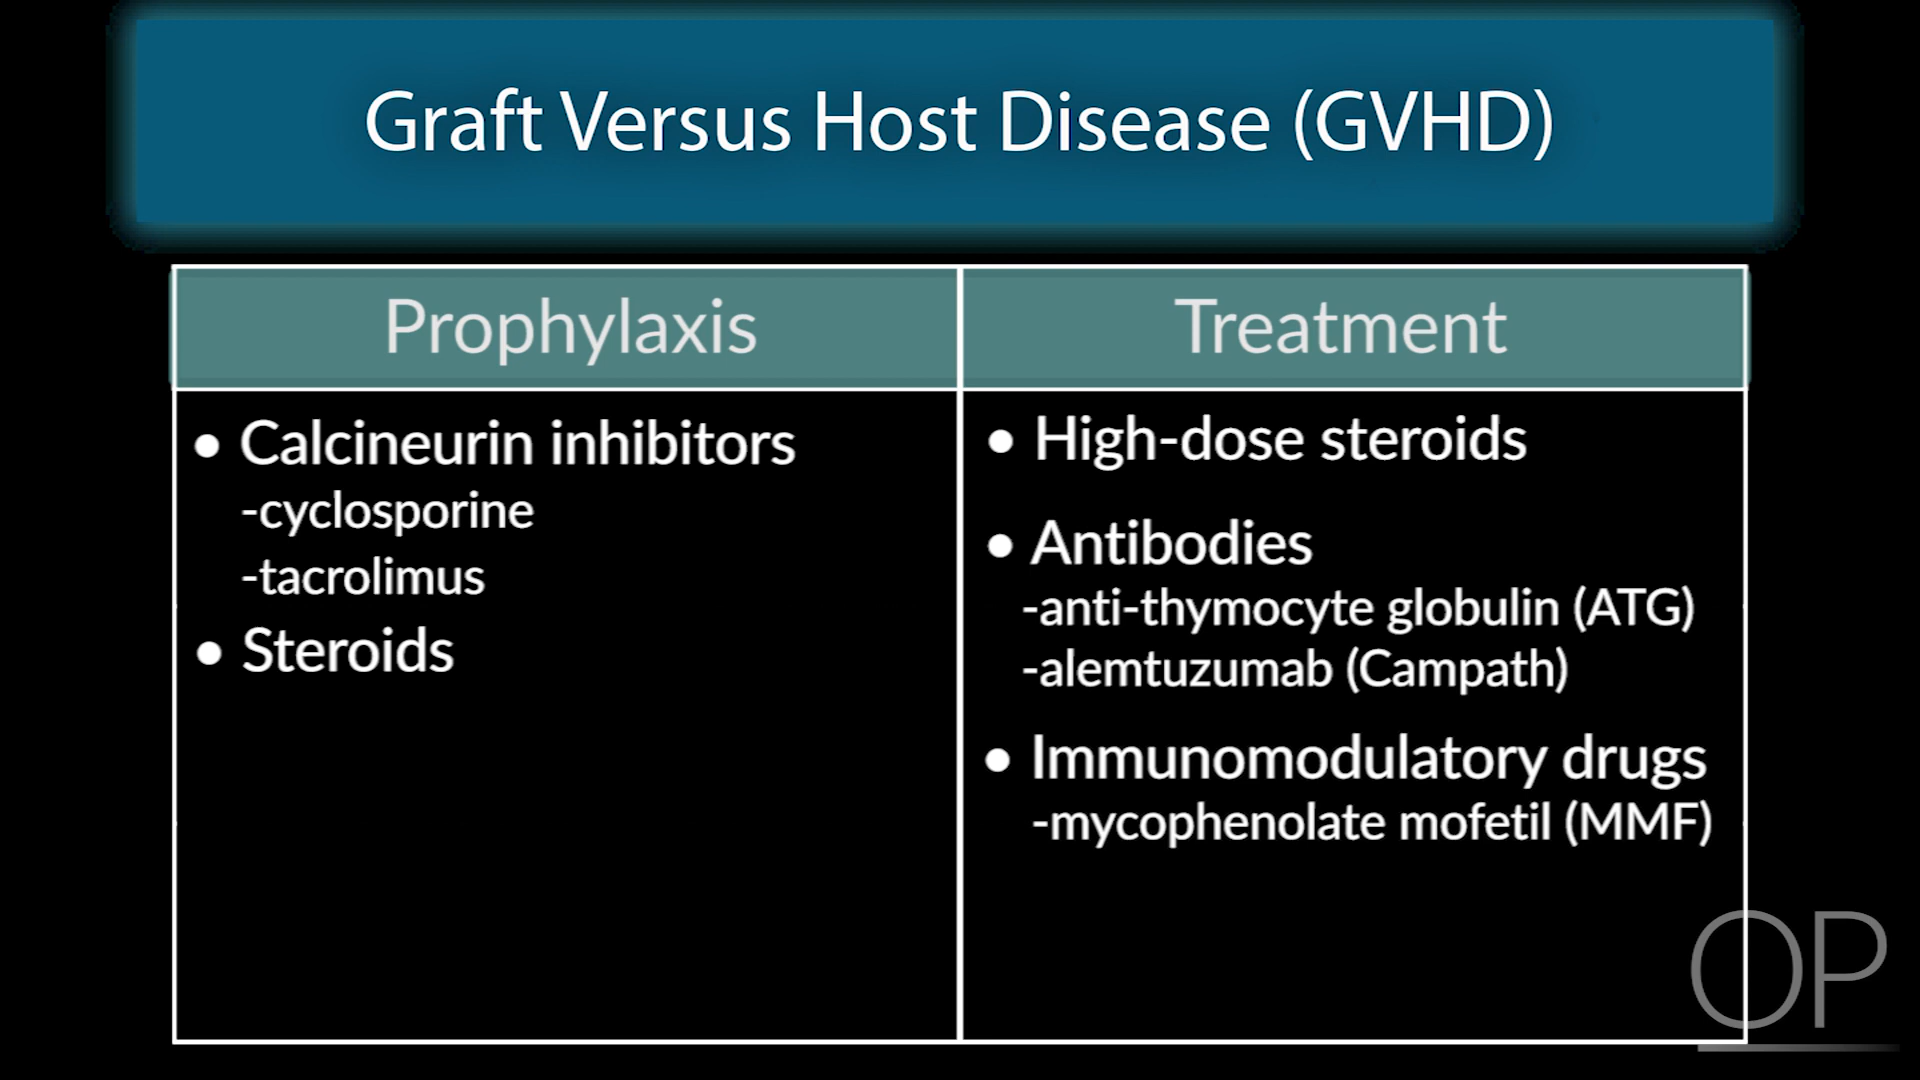 Graft Versus Host Disease (GVHD)
Prophylaxis
• Calcineurin inhibitors
-cyclosporine
-tacrolimus
• Steroids
Treatment
• High-dose steroids
• Antibodies
-anti-thymocyte globulin (ATG)
-alemtuzumab (Campath)
• Immunomodulatory drugs
-mycophenolate mofetil (MMF)
OP